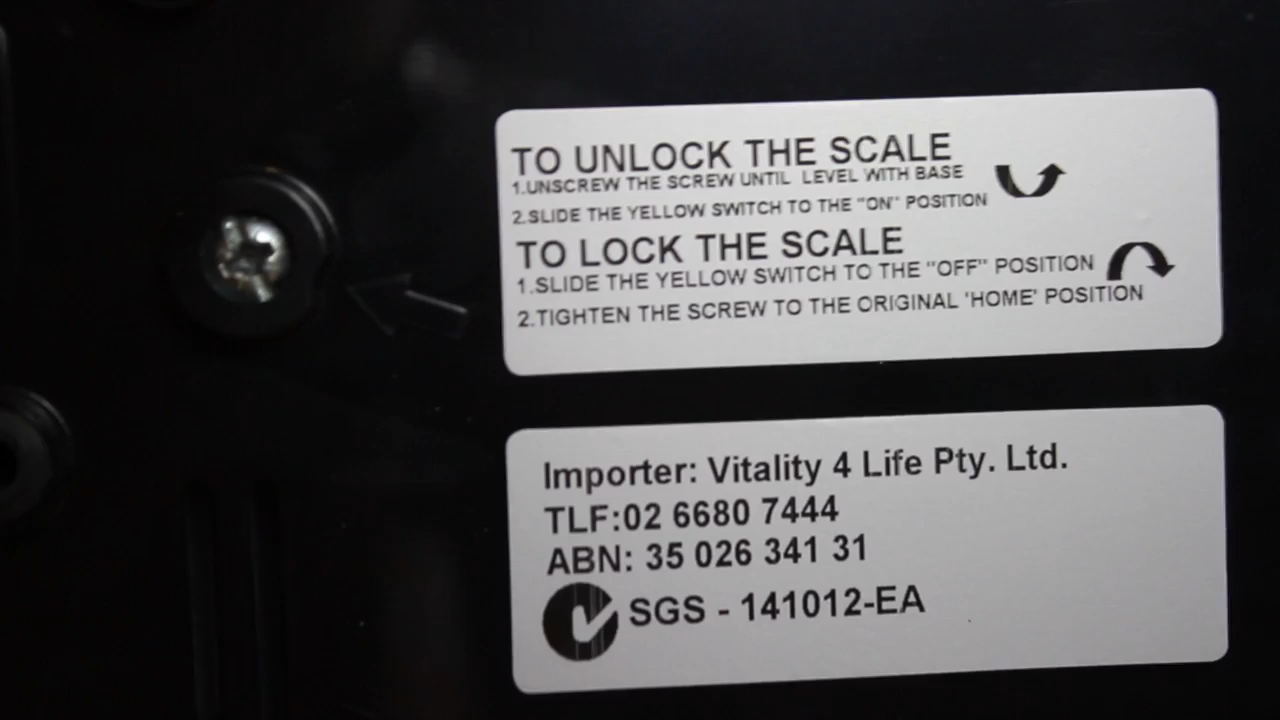 TO UNLOCK THE SCALE
1.UNSCREW THE SCREW UNTIL LEVEL WITH BASE
2.SLIDE THE YELLOW SWITCH TO THE "ON" POSITION
TO LOCK THE SCALE
1.SLIDE THE YELLOW SWITCH TO THE "OFF" POSITION
2.TIGHTEN THE SCREW TO THE ORIGINAL 'HOME' POSITION
Importer: Vitality 4 Life Pty. Ltd.
TLF:02 6680 7444
ABN: 35 026 341 31
SGS - 141012-EA